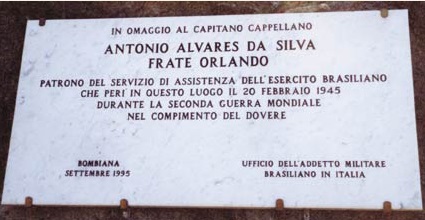 IN OMAGGIO AL CAPITANO CAPPELLANO
ANTONIO ALVARES DA SILVA
FRATE ORLANDO
PATRONO DEL SERVIZIO DI ASSISTENZA DELL'ESERCITO BRASILIANO
CHE PERI' IN QUESTO LUOGO IL 20 FEBBRAIO 1945
DURANTE LA SECONDA GUERRA MONDIALE
NEL COMPIMENTO DEL DOVERE
BOMBIANA
SETTEMBRE 1995
UFFICIO DELL'ADDETTO MILITARE
BRASILIANO IN ITALIA